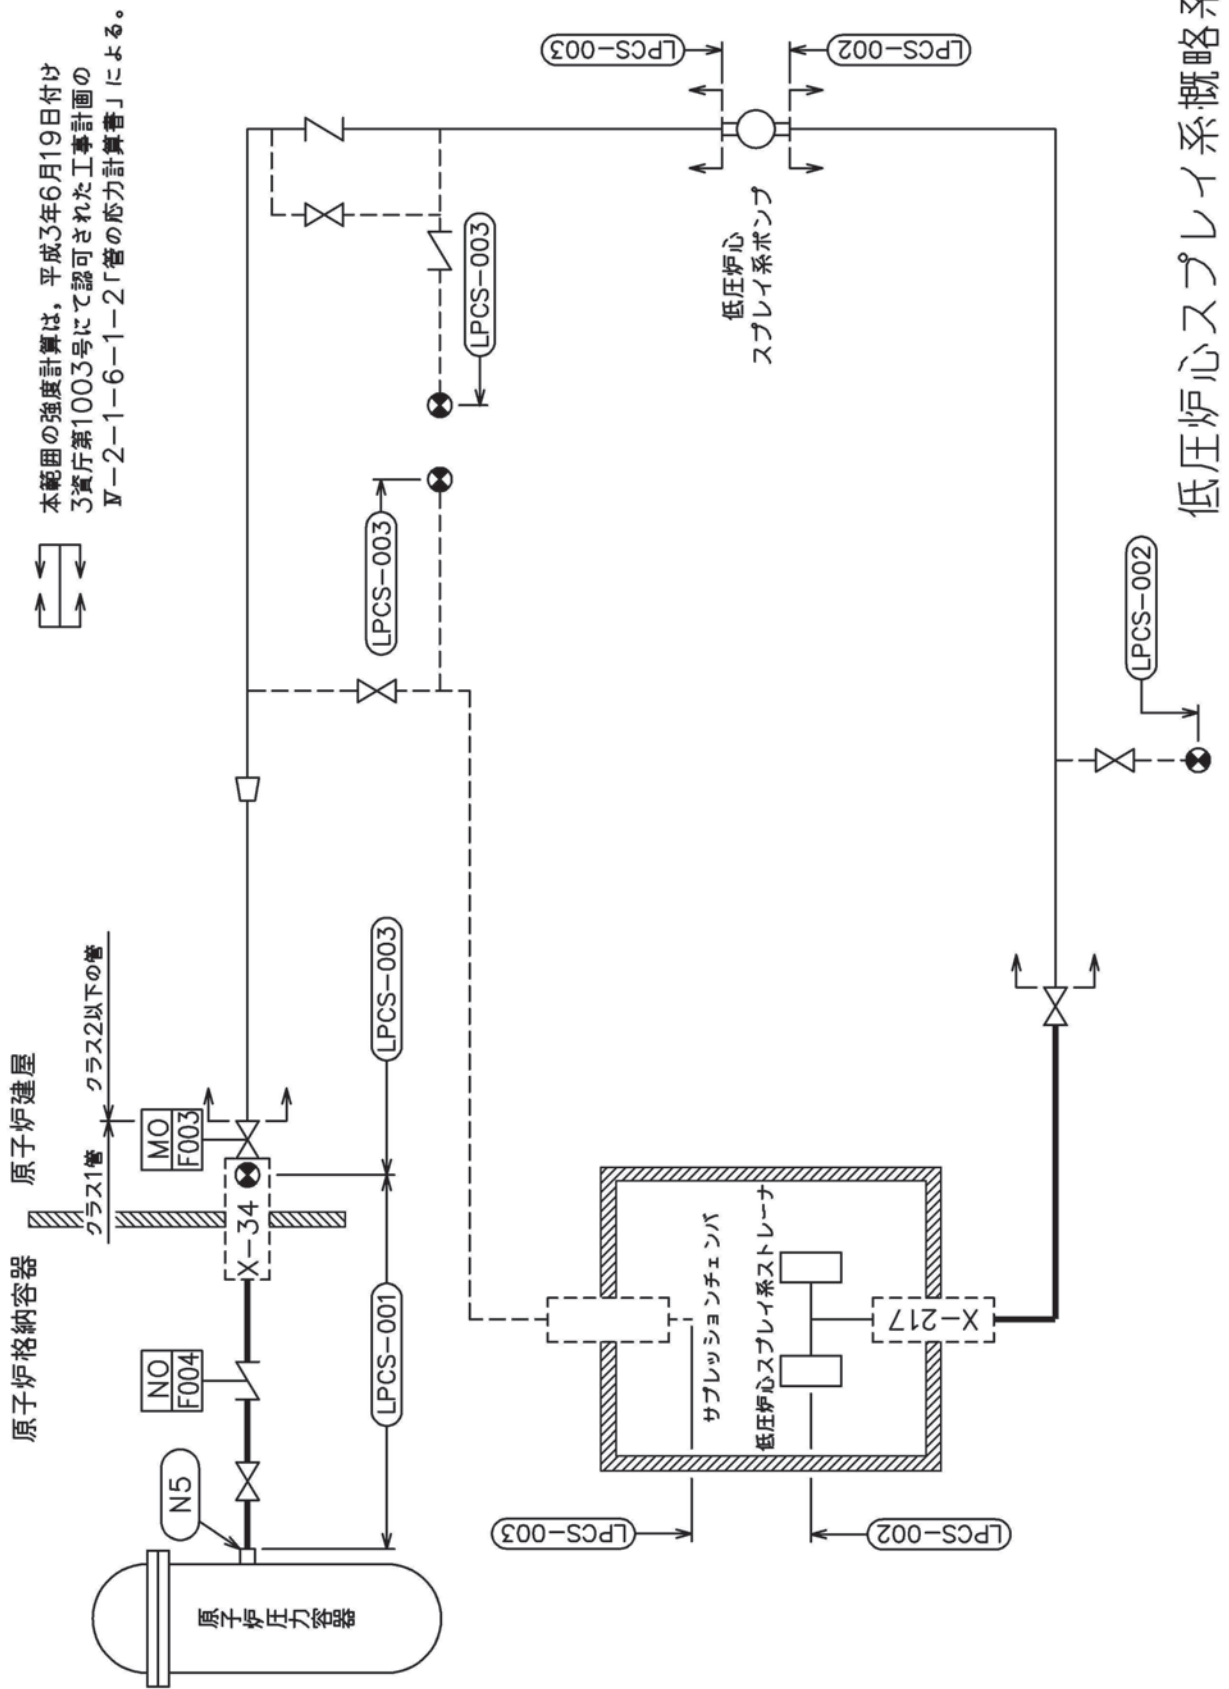 本範囲の強度計算は，平成3年6月19日付け
3資庁第1003号にて認可された工事計画の
Ⅳ-2-1-6-1-2「管の応力計算書」による。
原子炉格納容器
原子炉建屋
クラス1管
クラス2以下の管
N5
NO
F004
MO
F003
X-34
原子炉圧力容器
LPCS-001
LPCS-003
LPCS-003
LPCS-003
LPCS-003
LPCS-002
低圧炉心
スプレイ系ポンプ
サプレッションチェンバ
低圧炉心スプレイ系ストレーナ
X-217
LPCS-003
LPCS-002
LPCS-002
低圧炉心スプレイ系概略系